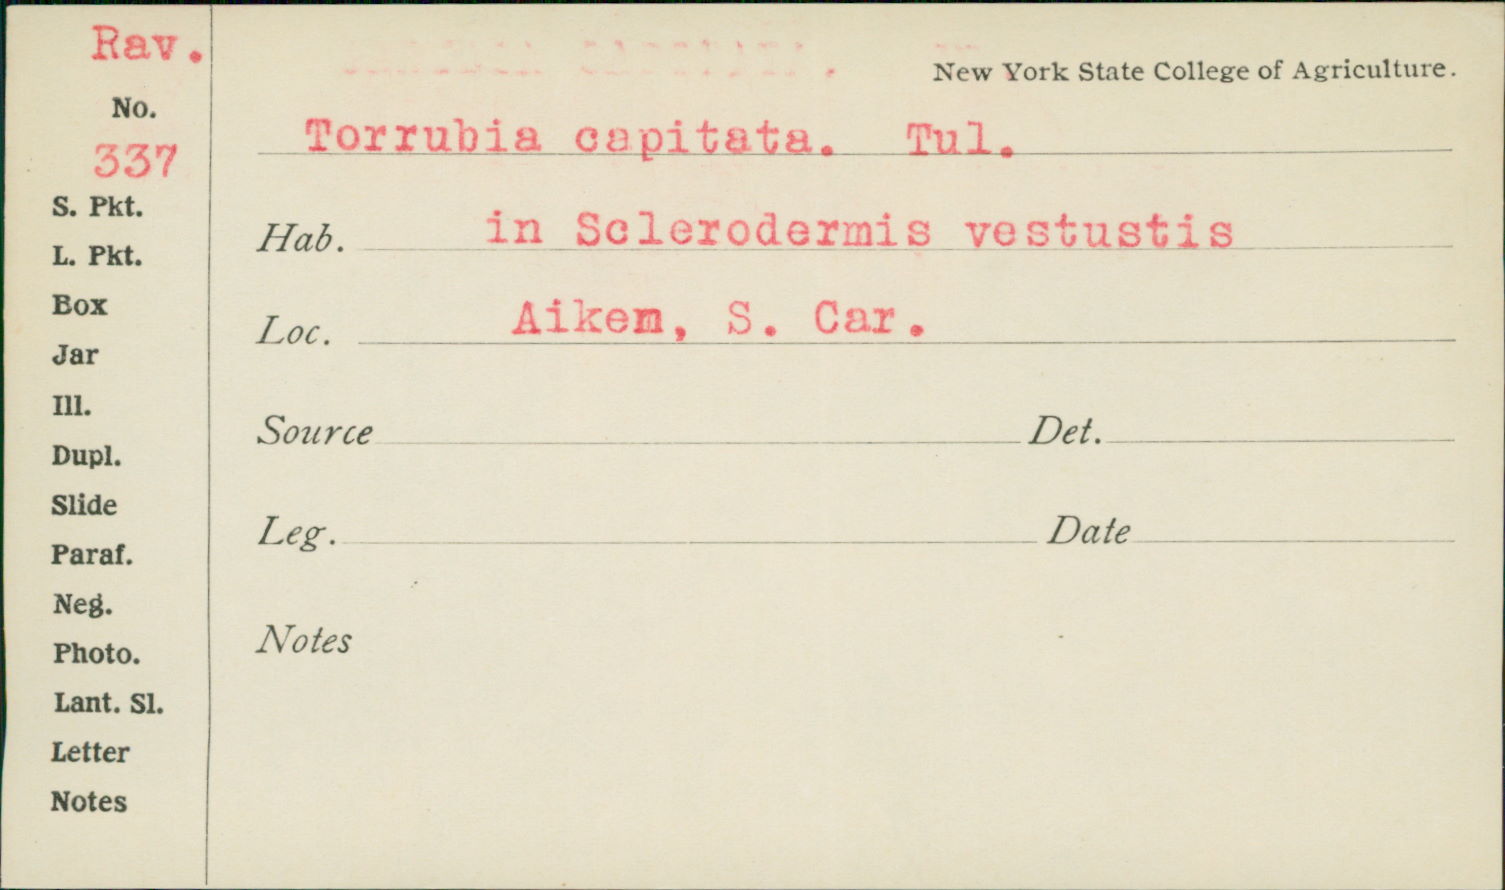 Rav.
New York State College of Agriculture.
No.
337
Torrubia capitata. Tul.
S. Pkt.
Hab. in Sclerodermis vestustis
L. Pkt.
Box
Loc. Aiken, S. Car.
Jar
Ill.
Source Det.
Dupl.
Slide
Leg. Date
Paraf.
Neg.
Notes
Photo.
Lant. Sl.
Letter
Notes